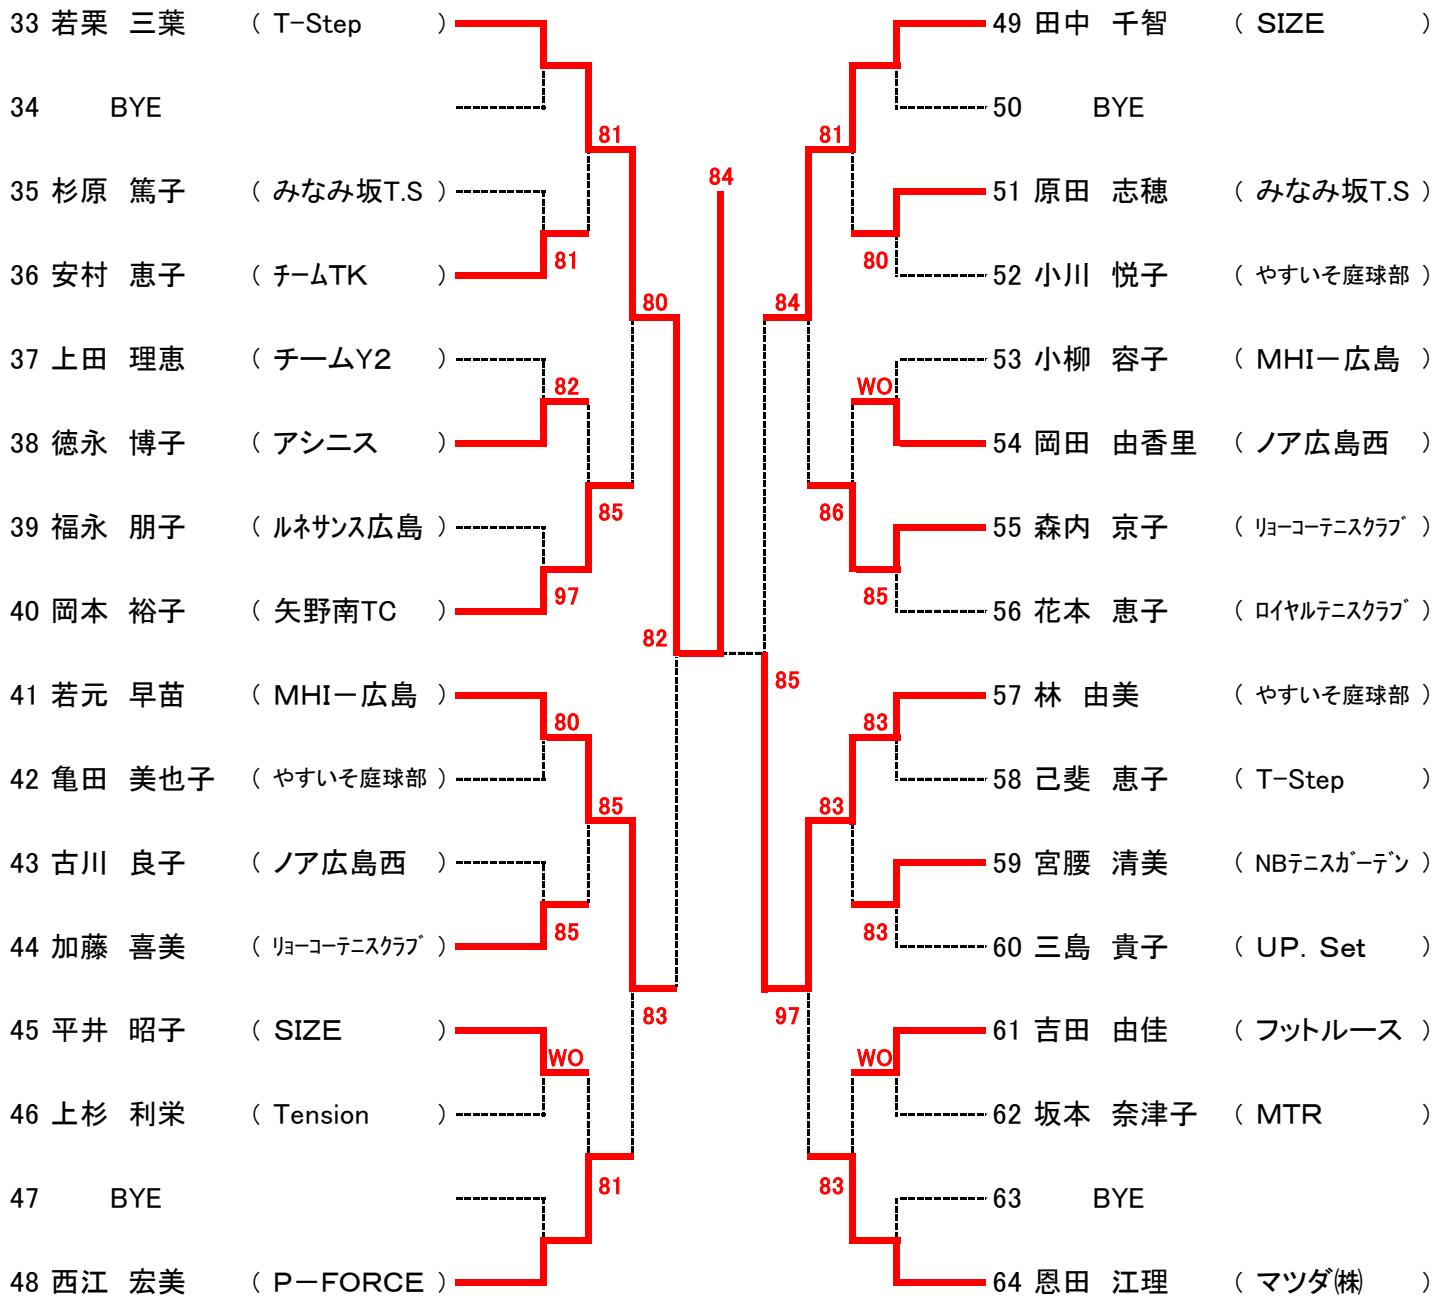 33 若栗 三葉 ( T-Step )
34 BYE
81
35 杉原 篤子 ( みなみ坂T.S )
81
36 安村 恵子 ( チームTK )
80
37 上田 理恵 ( チームY2 )
82
38 徳永 博子 ( アシニス )
85
39 福永 朋子 ( ルネサンス広島 )
97
40 岡本 裕子 ( 矢野南TC )
82
41 若元 早苗 ( MHI－広島 )
80
42 亀田 美也子 ( やすいそ庭球部 )
85
43 古川 良子 ( ノア広島西 )
85
44 加藤 喜美 ( リョーコーテニスクラブ )
83
45 平井 昭子 ( SIZE )
WO
46 上杉 利栄 ( Tension )
81
47 BYE
48 西江 宏美 ( P－FORCE )
84
49 田中 千智 ( SIZE )
50 BYE
81
51 原田 志穂 ( みなみ坂T.S )
80
52 小川 悦子 ( やすいそ庭球部 )
84
53 小柳 容子 ( MHI－広島 )
WO
54 岡田 由香里 ( ノア広島西 )
86
55 森内 京子 ( リョーコーテニスクラブ )
85
56 花本 恵子 ( ロイヤルテニスクラブ )
85
57 林 由美 ( やすいそ庭球部 )
83
58 己斐 恵子 ( T-Step )
83
59 宮腰 清美 ( NBテニスガーデン )
83
60 三島 貴子 ( UP. Set )
97
61 吉田 由佳 ( フットルース )
WO
62 坂本 奈津子 ( MTR )
83
63 BYE
64 恩田 江理 ( マツダ㈱ )